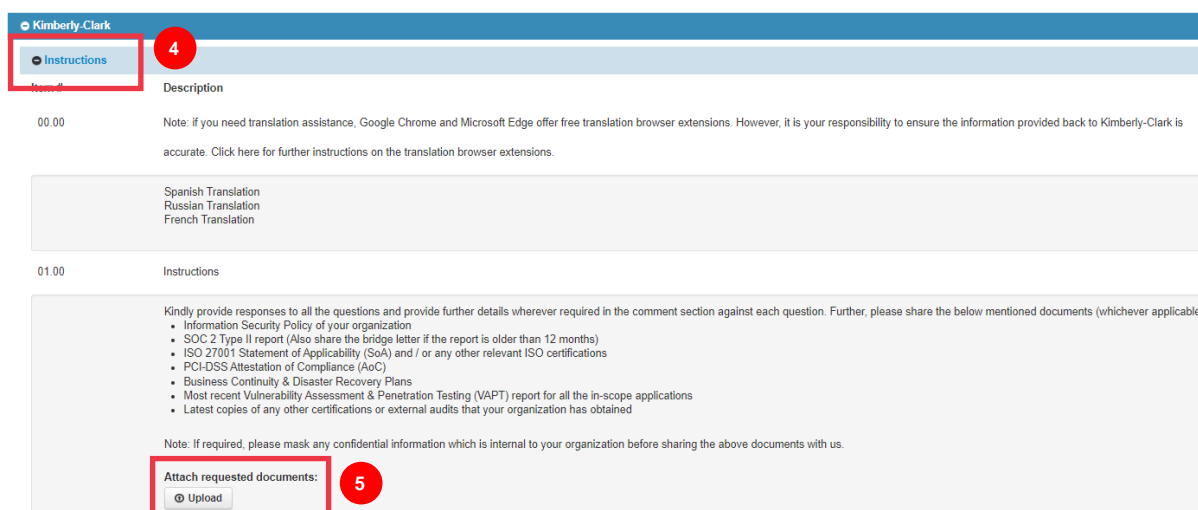 Kimberly-Clark
Instructions
4
Item #
Description
00.00
Note: if you need translation assistance, Google Chrome and Microsoft Edge offer free translation browser extensions. However, it is your responsibility to ensure the information provided back to Kimberly-Clark is
accurate. Click here for further instructions on the translation browser extensions.
Spanish Translation
Russian Translation
French Translation
01.00
Instructions
Kindly provide responses to all the questions and provide further details wherever required in the comment section against each question. Further, please share the below mentioned documents (whichever applicable
• Information Security Policy of your organization
• SOC 2 Type II report (Also share the bridge letter if the report is older than 12 months)
• ISO 27001 Statement of Applicability (SoA) and / or any other relevant ISO certifications
• PCI-DSS Attestation of Compliance (AoC)
• Business Continuity & Disaster Recovery Plans
• Most recent Vulnerability Assessment & Penetration Testing (VAPT) report for all the in-scope applications
• Latest copies of any other certifications or external audits that your organization has obtained
Note: If required, please mask any confidential information which is internal to your organization before sharing the above documents with us.
Attach requested documents:
5
Upload